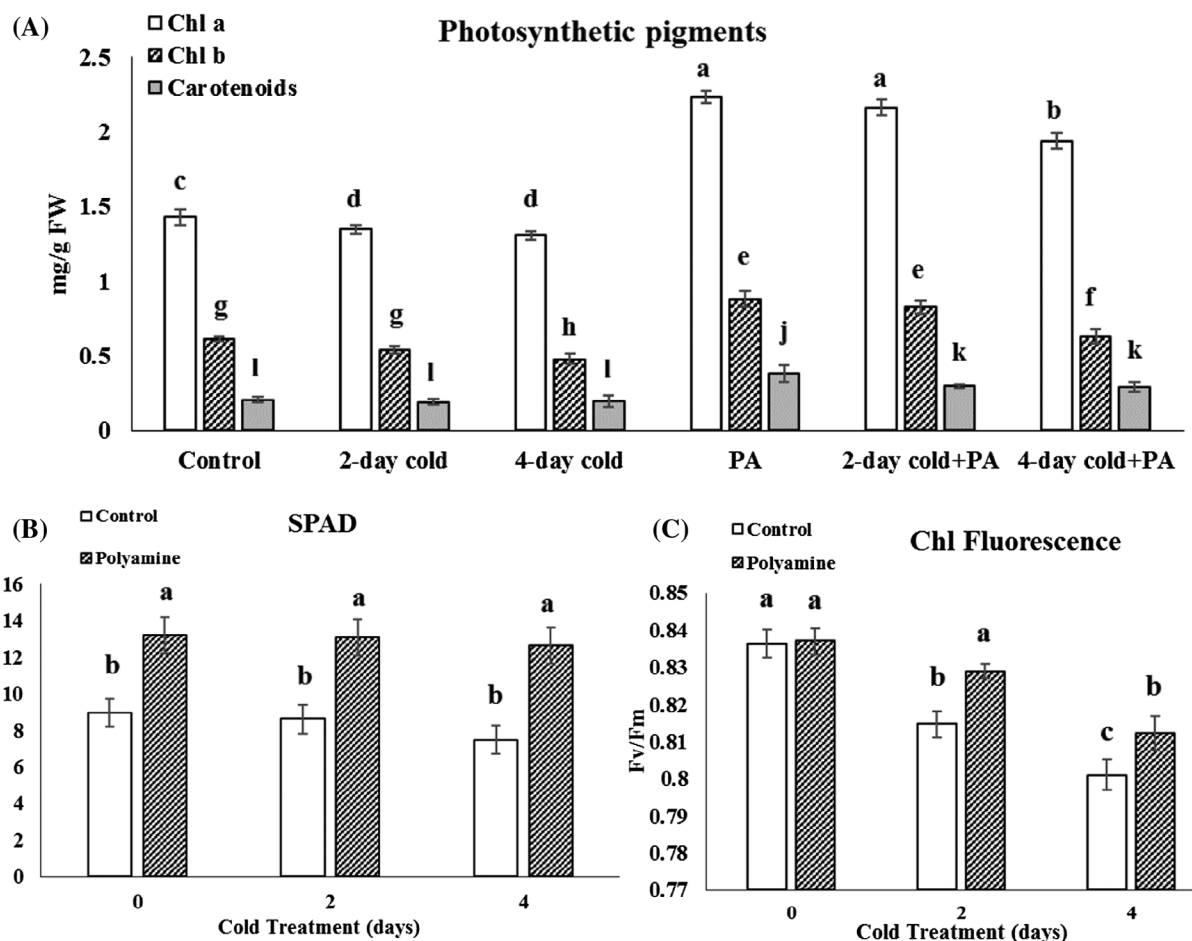 (A)
Photosynthetic pigments
Chl a
Chl b
Carotenoids
mg/g FW
2.5
2
1.5
1
0.5
0
c
g
l
d
g
l
d
h
l
a
e
j
a
e
k
b
f
k
Control 2-day cold 4-day cold PA 2-day cold+PA 4-day cold+PA
(B)
SPAD
Control
Polyamine
16
14
12
10
8
6
4
2
0
b a b a b a
0 2 4
Cold Treatment (days)
(C)
Chl Fluorescence
Control
Polyamine
Fv/Fm
0.85
0.84
0.83
0.82
0.81
0.8
0.79
0.78
0.77
a a b a c b
0 2 4
Cold Treatment (days)